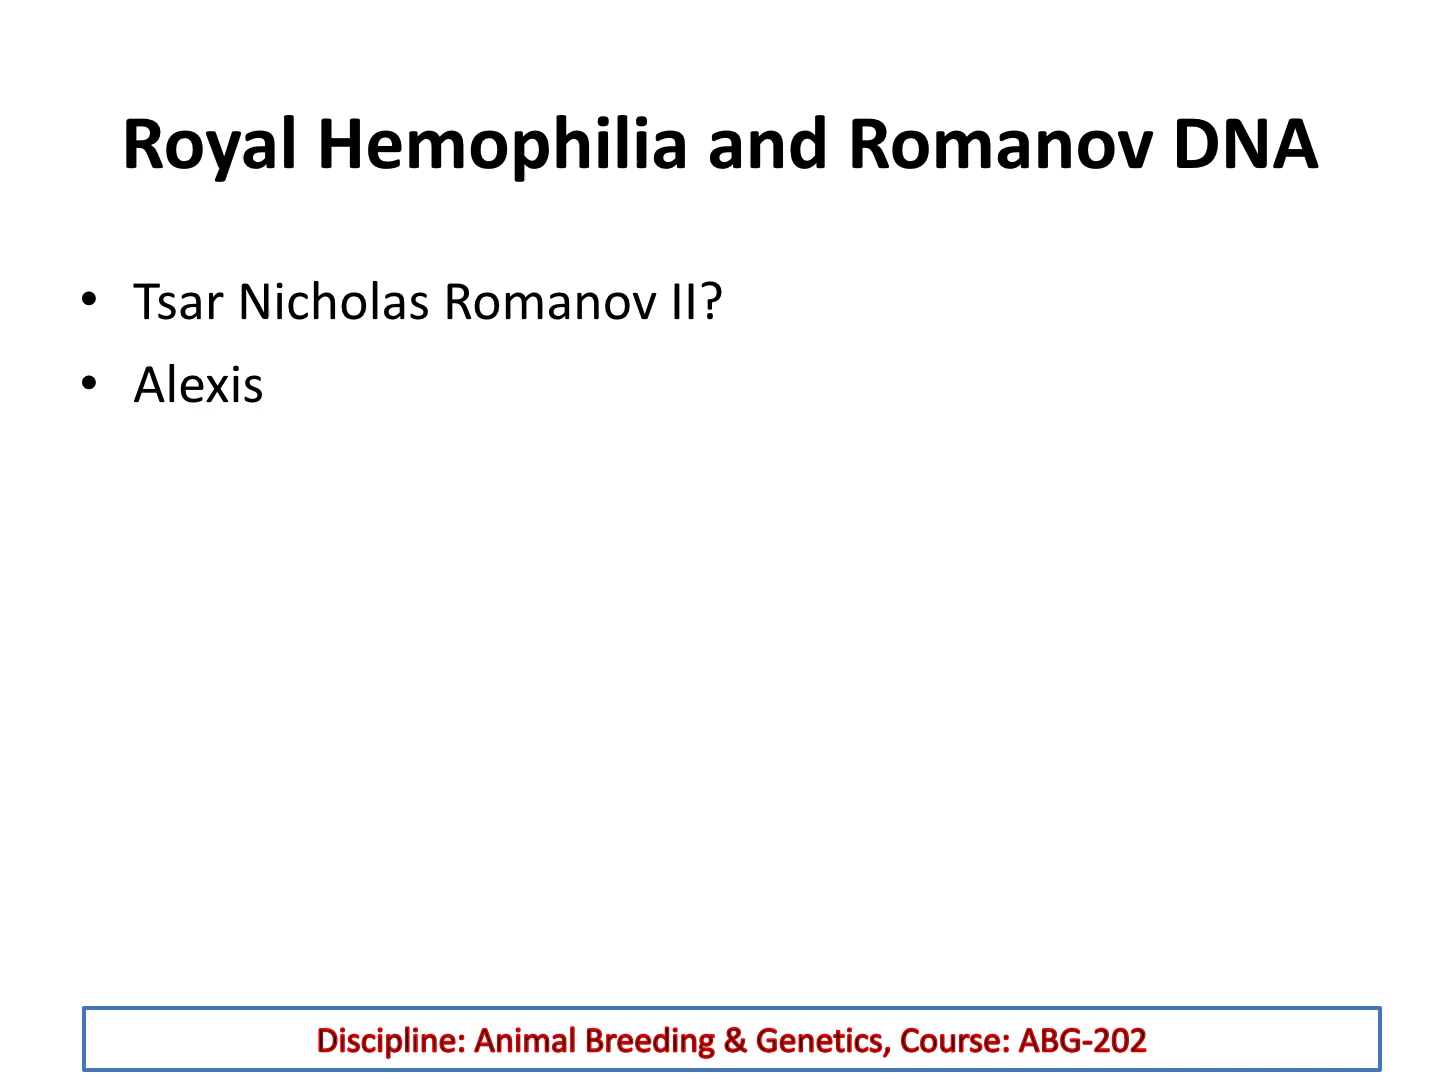 Royal Hemophilia and Romanov DNA
• Tsar Nicholas Romanov II?
• Alexis
Discipline: Animal Breeding & Genetics, Course: ABG-202